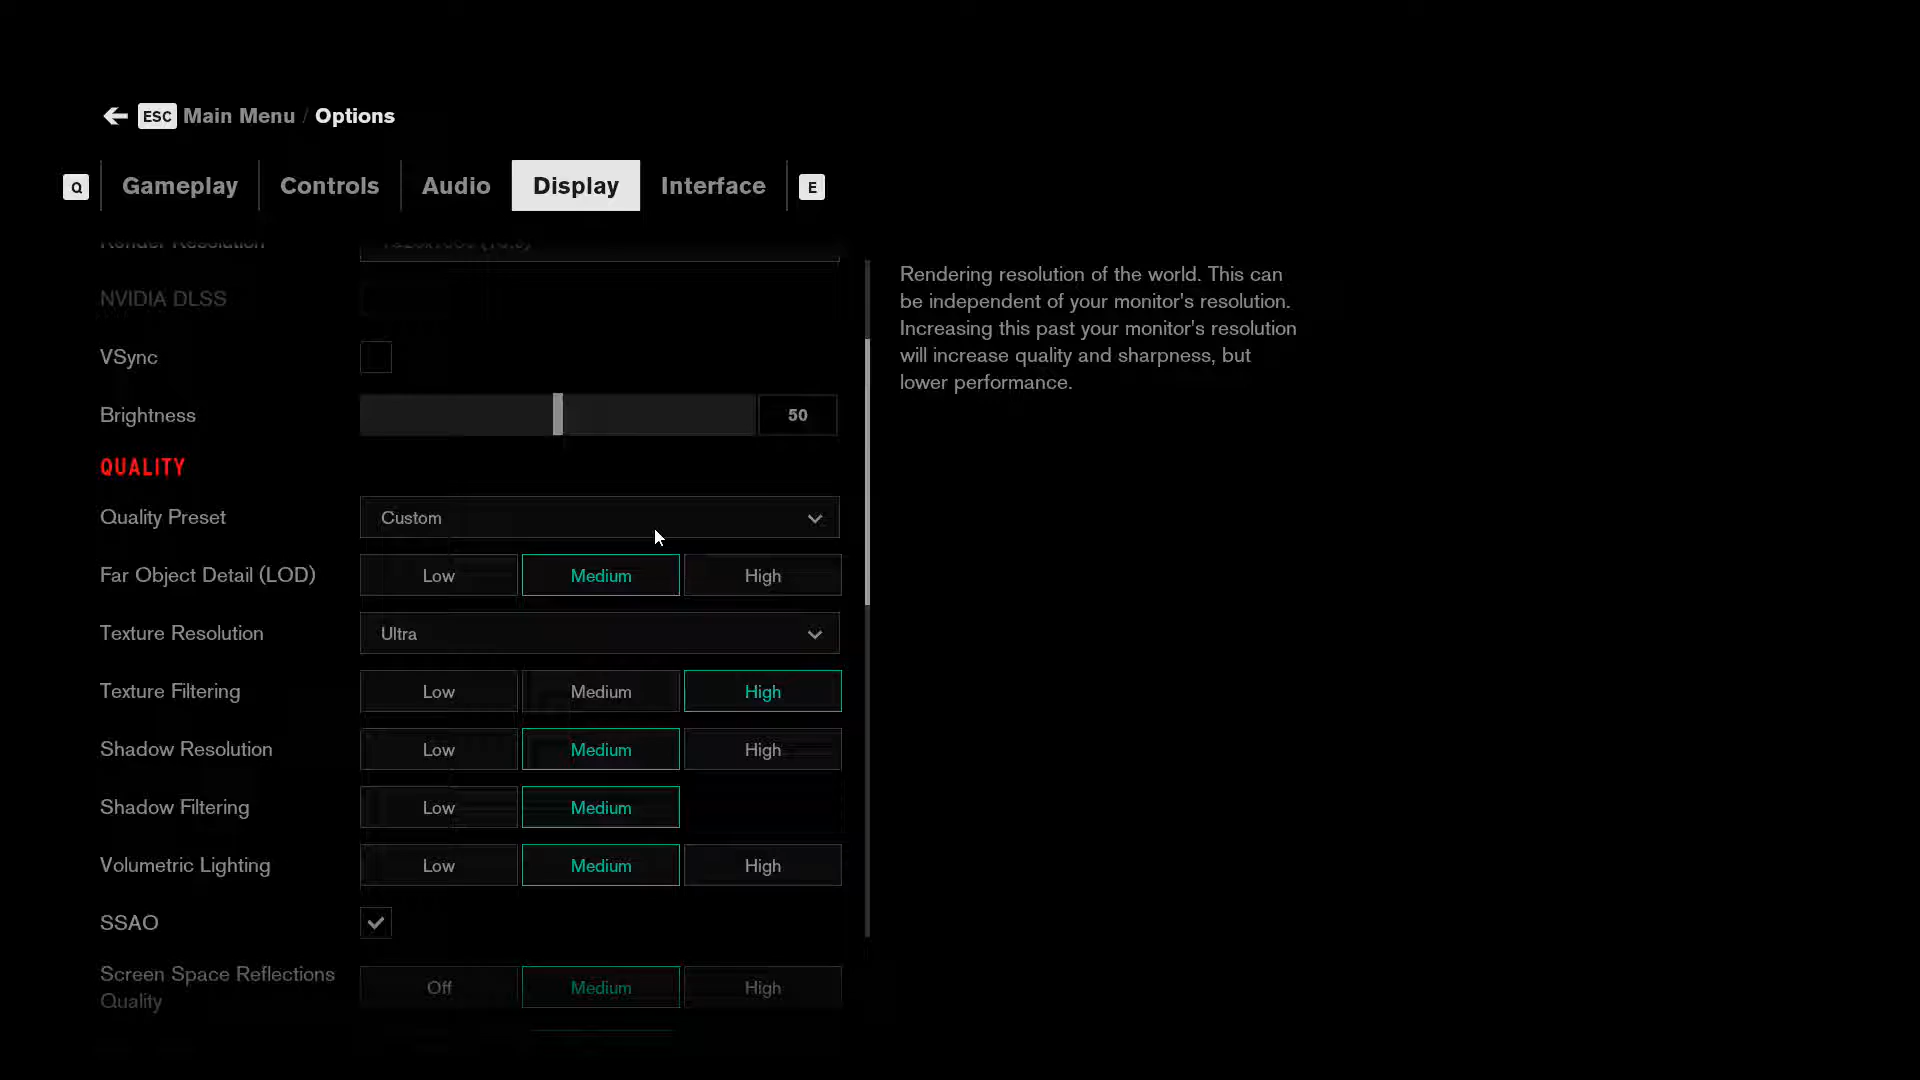 ESC Main Menu / Options
Q Gameplay Controls Audio Display Interface E
Render Resolution
Rendering resolution of the world. This can
be independent of your monitor's resolution.
Increasing this past your monitor's resolution
will increase quality and sharpness, but
lower performance.
NVIDIA DLSS
VSync
Brightness 50
QUALITY
Quality Preset Custom
Far Object Detail (LOD) Low Medium High
Texture Resolution Ultra
Texture Filtering Low Medium High
Shadow Resolution Low Medium High
Shadow Filtering Low Medium
Volumetric Lighting Low Medium High
SSAO
Screen Space Reflections
Quality Off Medium High